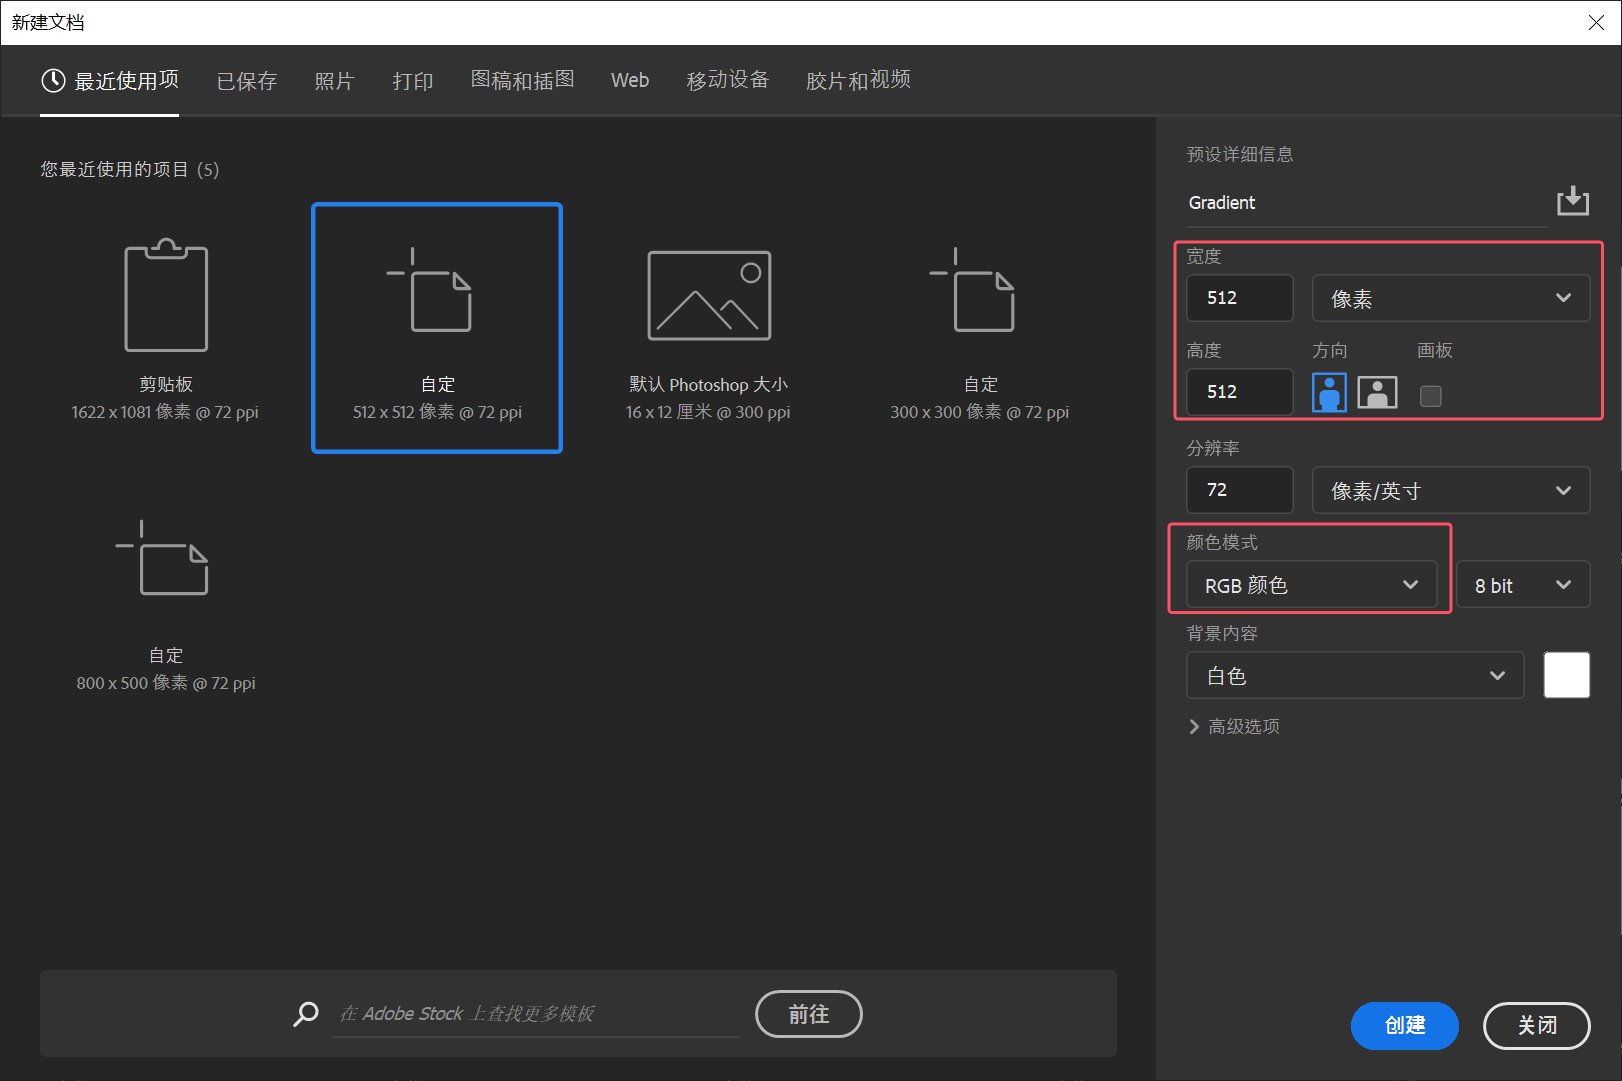 新建文档
最近使用项 已保存 照片 打印 图稿和插图 Web 移动设备 胶片和视频
您最近使用的项目 (5)
剪贴板
1622 x 1081 像素 @ 72 ppi
自定
512 x 512 像素 @ 72 ppi
默认 Photoshop 大小
16 x 12 厘米 @ 300 ppi
自定
300 x 300 像素 @ 72 ppi
自定
800 x 500 像素 @ 72 ppi
在 Adobe Stock 上查找更多模板
前往
预设详细信息
Gradient
宽度
512 像素
高度 方向 画板
512
分辨率
72 像素/英寸
颜色模式
RGB 颜色 8 bit
背景内容
白色
高级选项
创建 关闭